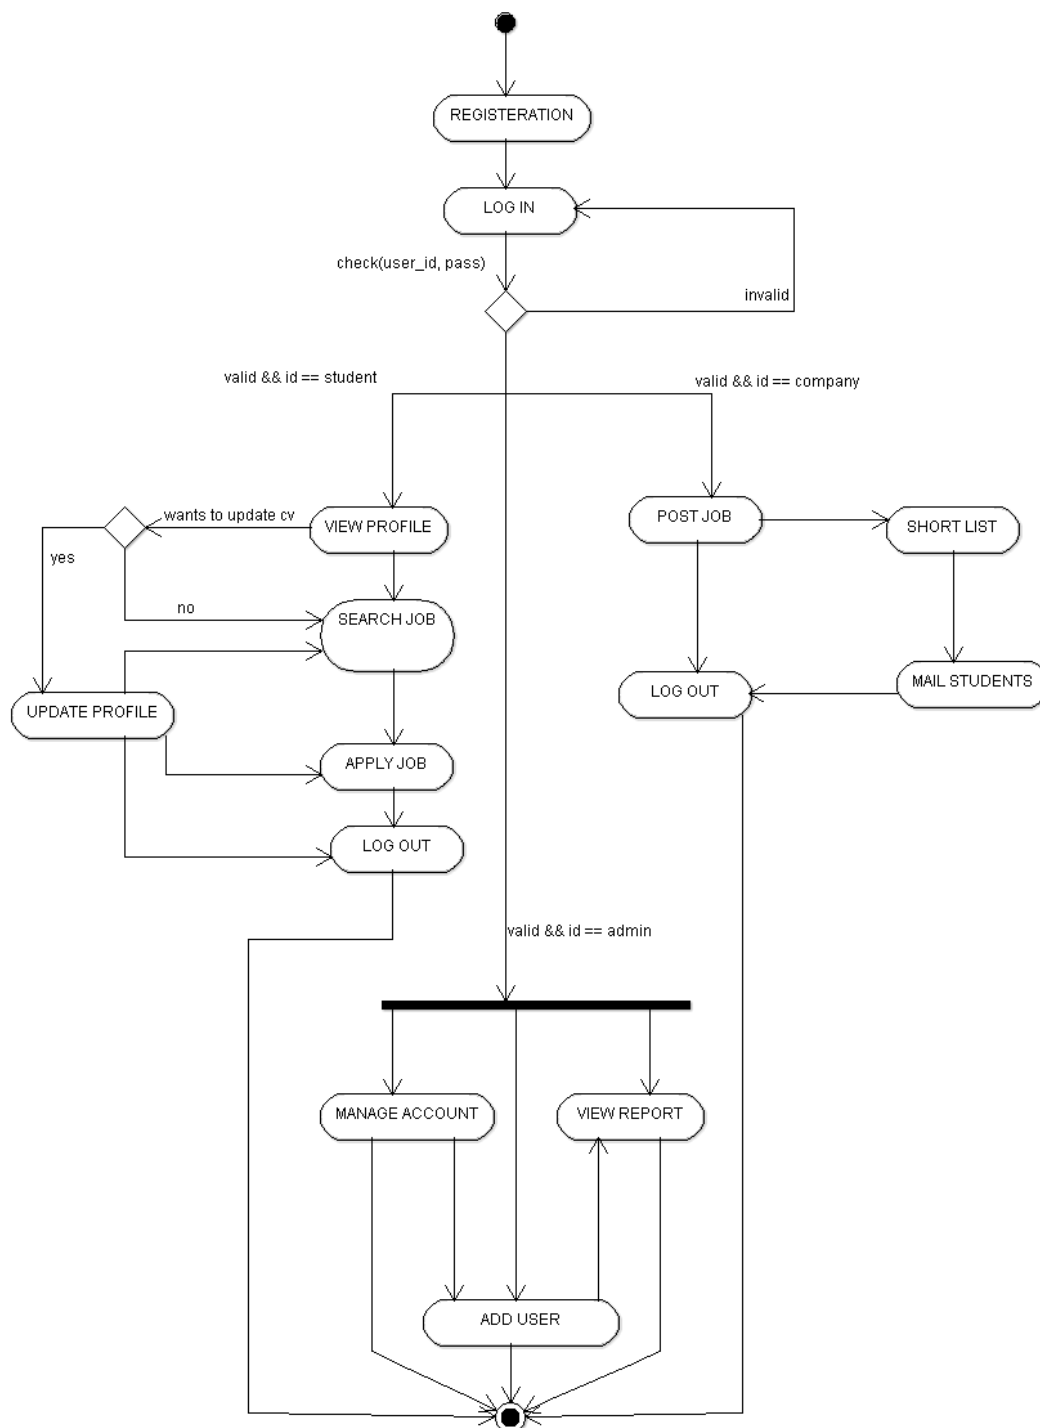 REGISTERATION
LOG IN
check(user_id, pass)
invalid
valid && id == student
valid && id == company
wants to update cv
VIEW PROFILE
POST JOB
SHORT LIST
yes
no
SEARCH JOB
UPDATE PROFILE
LOG OUT
MAIL STUDENTS
APPLY JOB
LOG OUT
valid && id == admin
MANAGE ACCOUNT
VIEW REPORT
ADD USER